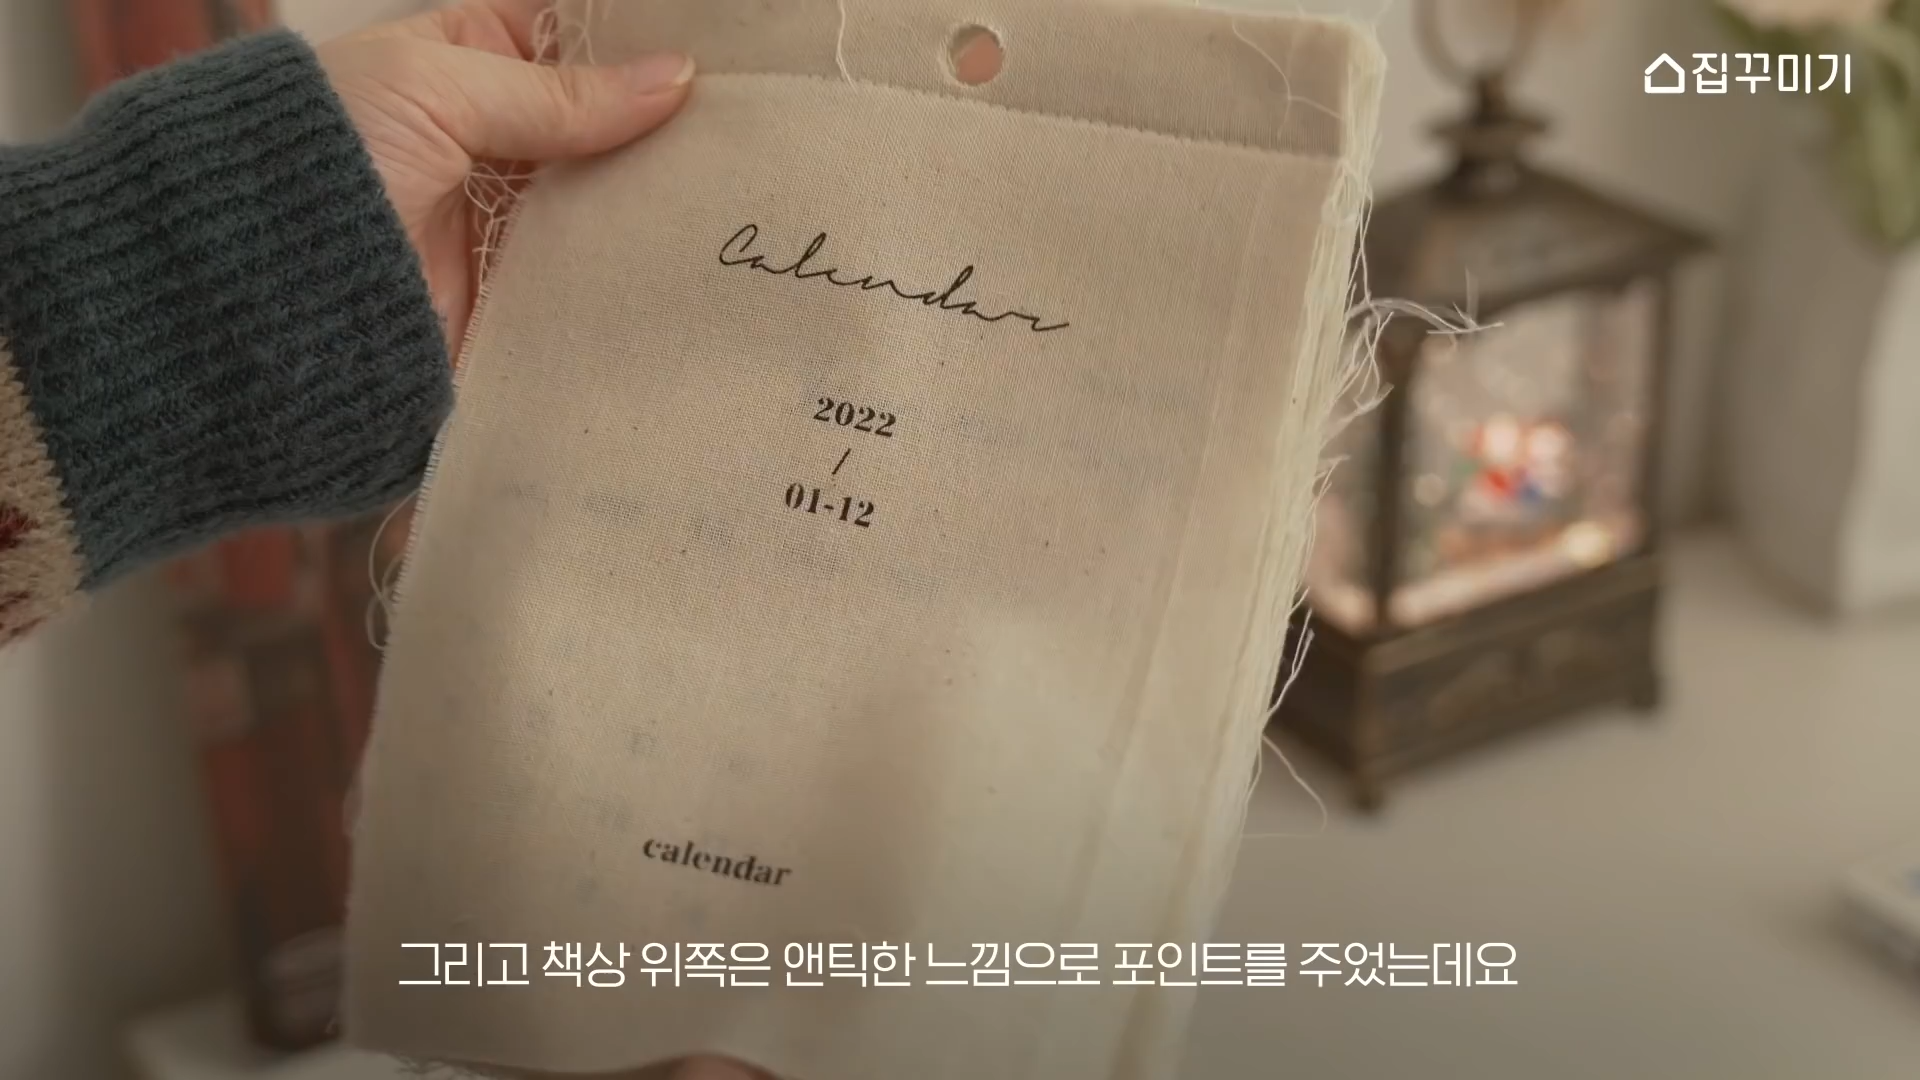 집꾸미기
Calendar
2022
/
01-12
calendar
그리고 책상 위쪽은 앤틱한 느낌으로 포인트를 주었는데요